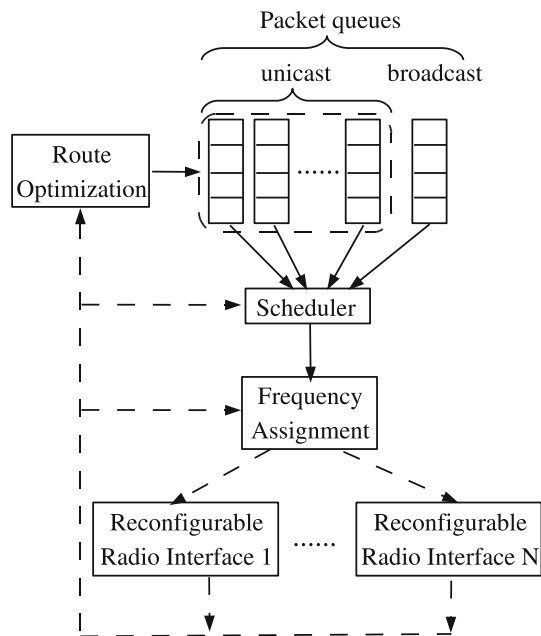 Packet queues
unicast
broadcast
Route
Optimization
......
Scheduler
Frequency
Assignment
Reconfigurable
Radio Interface 1
......
Reconfigurable
Radio Interface N